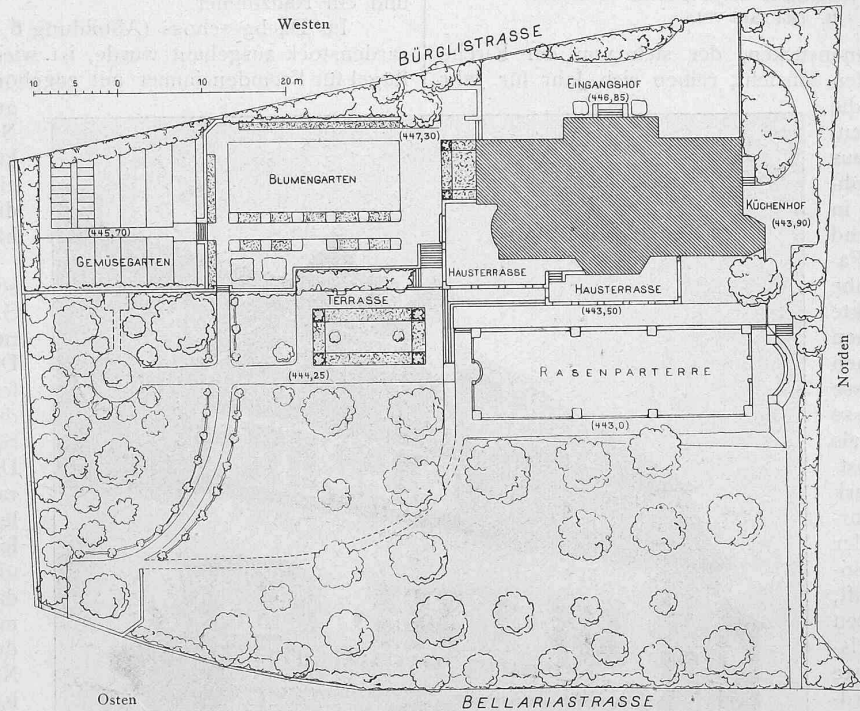 Westen
BÜRGLISTRASSE
10 5 0 10 20 m
EINGANGSHOF
(446,85)
(447,30)
BLUMENGARTEN
KÜCHENHOF
(443,90)
(445,70)
GEMÜSEGARTEN
HAUSTERRASSE
HAUSTERRASSE
(443,50)
TERRASSE
(444,25)
RASENPARTERRE
(443,0)
Norden
Osten
BELLARIASTRASSE